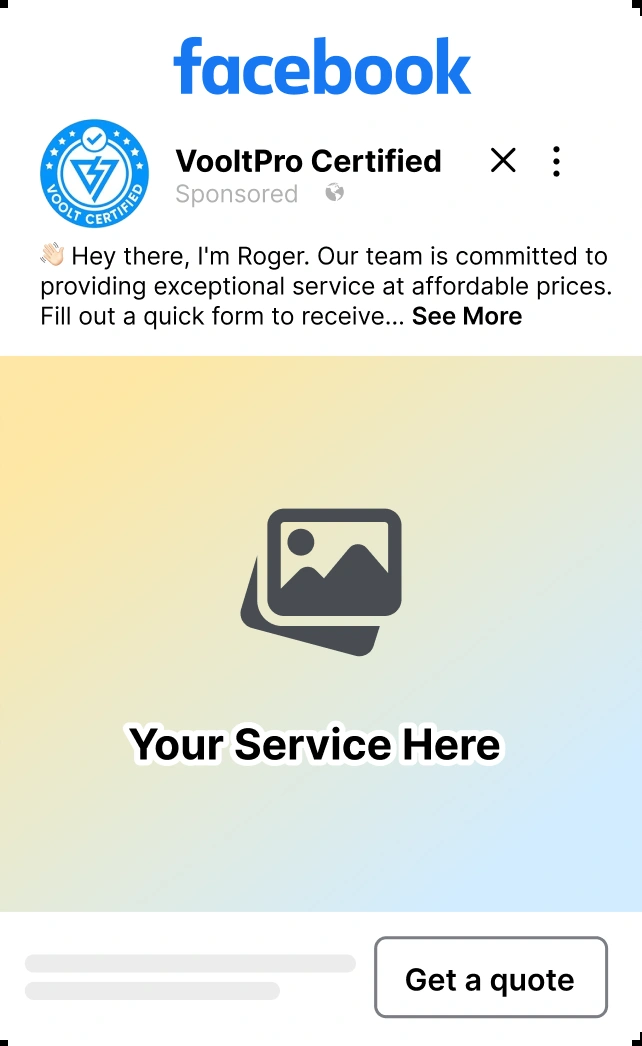 facebook
VOOLT CERTIFIED
VooltPro Certified
Sponsored
👋🏻 Hey there, I'm Roger. Our team is committed to
providing exceptional service at affordable prices.
Fill out a quick form to receive... See More
Your Service Here
Get a quote